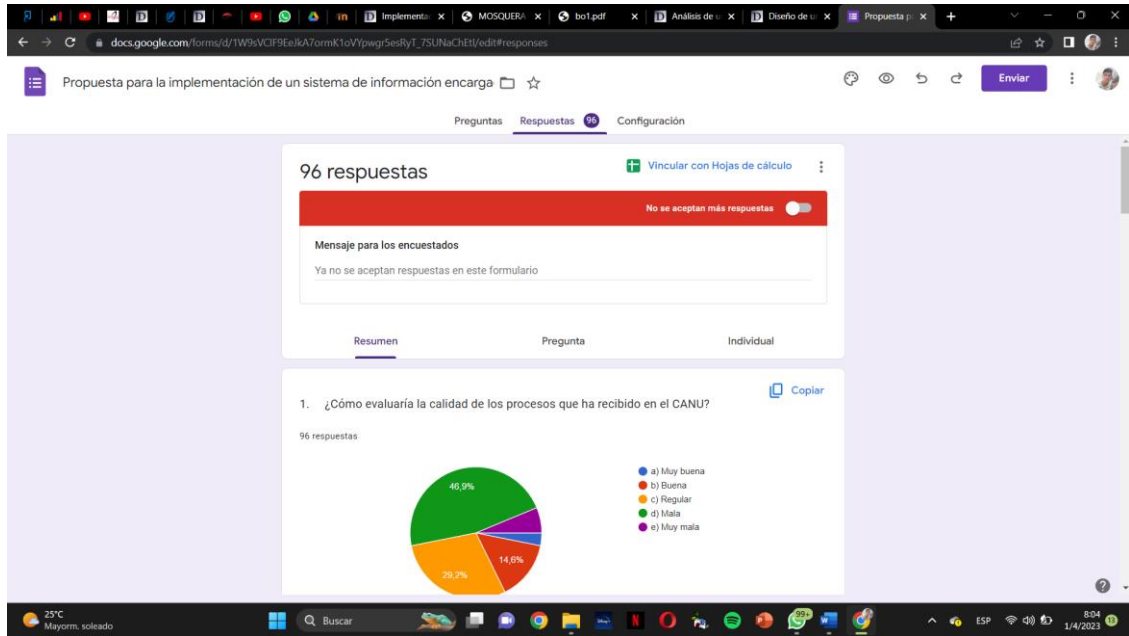 Implementa
MOSQUERA
bo1.pdf
Análisis de u
Diseño de u
Propuesta p
docs.google.com/forms/d/1W9sVCIF9EeJkA7ormK1oVYpwgr5esRyT_7SUNaChEtI/edit#responses
Propuesta para la implementación de un sistema de información encarga
Enviar
Preguntas Respuestas 96 Configuración
96 respuestas
Vincular con Hojas de cálculo
No se aceptan más respuestas
Mensaje para los encuestados
Ya no se aceptan respuestas en este formulario
Resumen Pregunta Individual
Copiar
1. ¿Cómo evaluaría la calidad de los procesos que ha recibido en el CANU?
96 respuestas
a) Muy buena
b) Buena
c) Regular
d) Mala
e) Muy mala
46,9%
14,6%
29,2%
25°C
Mayorm. soleado
Buscar
99+
ESP
8:04
1/4/2023